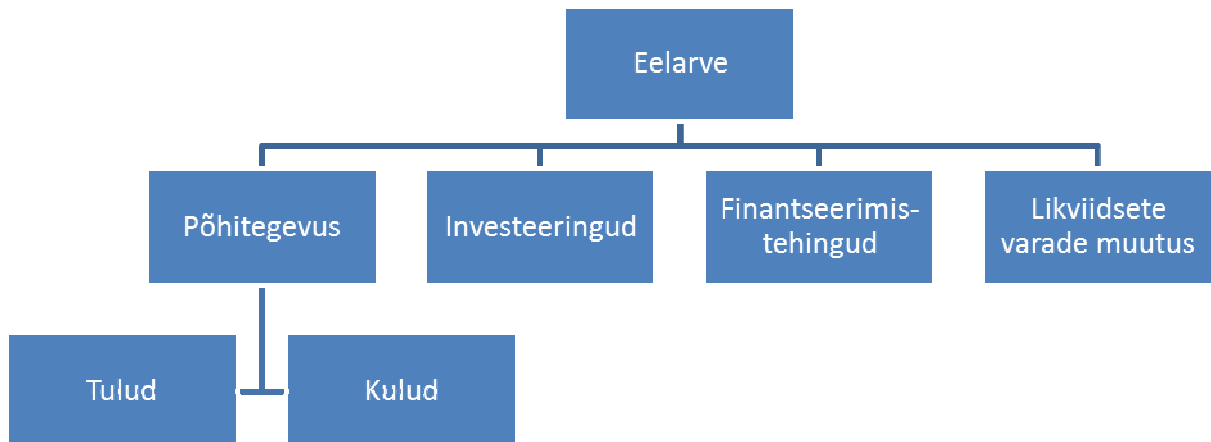 Eelarve
Põhitegevus
Investeeringud
Finantseerimis-
tehingud
Likviidsete
varade muutus
Tulud
Kulud